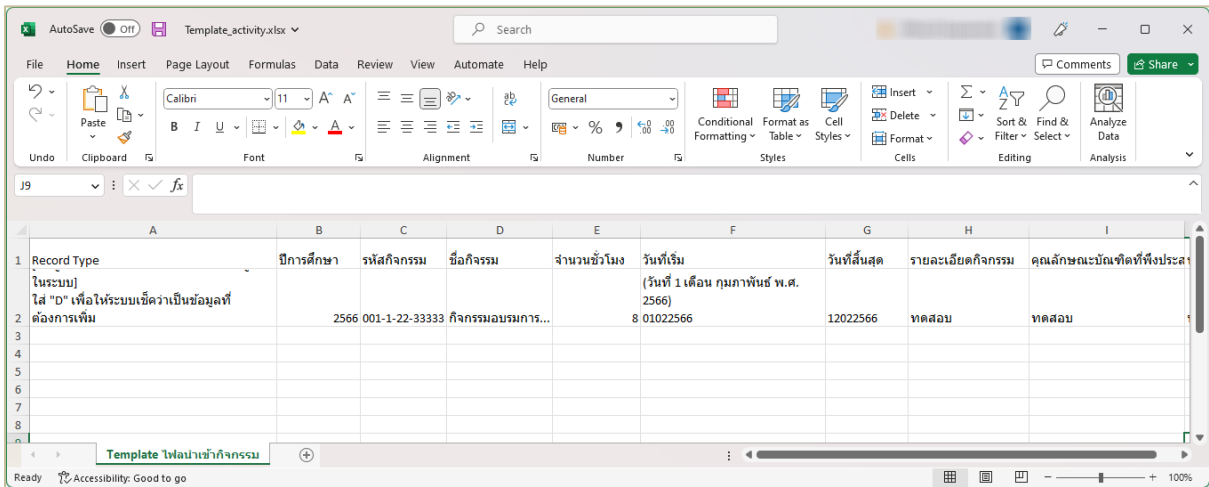 AutoSave Off Template_activity.xlsx Search
File Home Insert Page Layout Formulas Data Review View Automate Help Comments Share
Calibri 11 A^ A˅ ab General Insert Σ
Paste B I U A % 9 Conditional Format as Cell Delete Sort & Find & Analyze
Formatting Table Styles Format Filter Select Data
Undo Clipboard Font Alignment Number Styles Cells Editing Analysis
J9 fx
A B C D E F G H I
1 Record Type ปีการศึกษา รหัสกิจกรรม ชื่อกิจกรรม จำนวนชั่วโมง วันที่เริ่ม วันที่สิ้นสุด รายละเอียดกิจกรรม คุณลักษณะบัณฑิตที่พึงประส
ในระบบ] (วันที่ 1 เดือน กุมภาพันธ์ พ.ศ.
ใส่ "D" เพื่อให้ระบบเช็คว่าเป็นข้อมูลที่ 2566)
2 ต้องการเพิ่ม 2566 001-1-22-33333 กิจกรรมอบรมการ... 8 01022566 12022566 ทดสอบ ทดสอบ
3
4
5
6
7
8
Template ไฟลนำเข้ากิจกรรม
Ready Accessibility: Good to go 100%